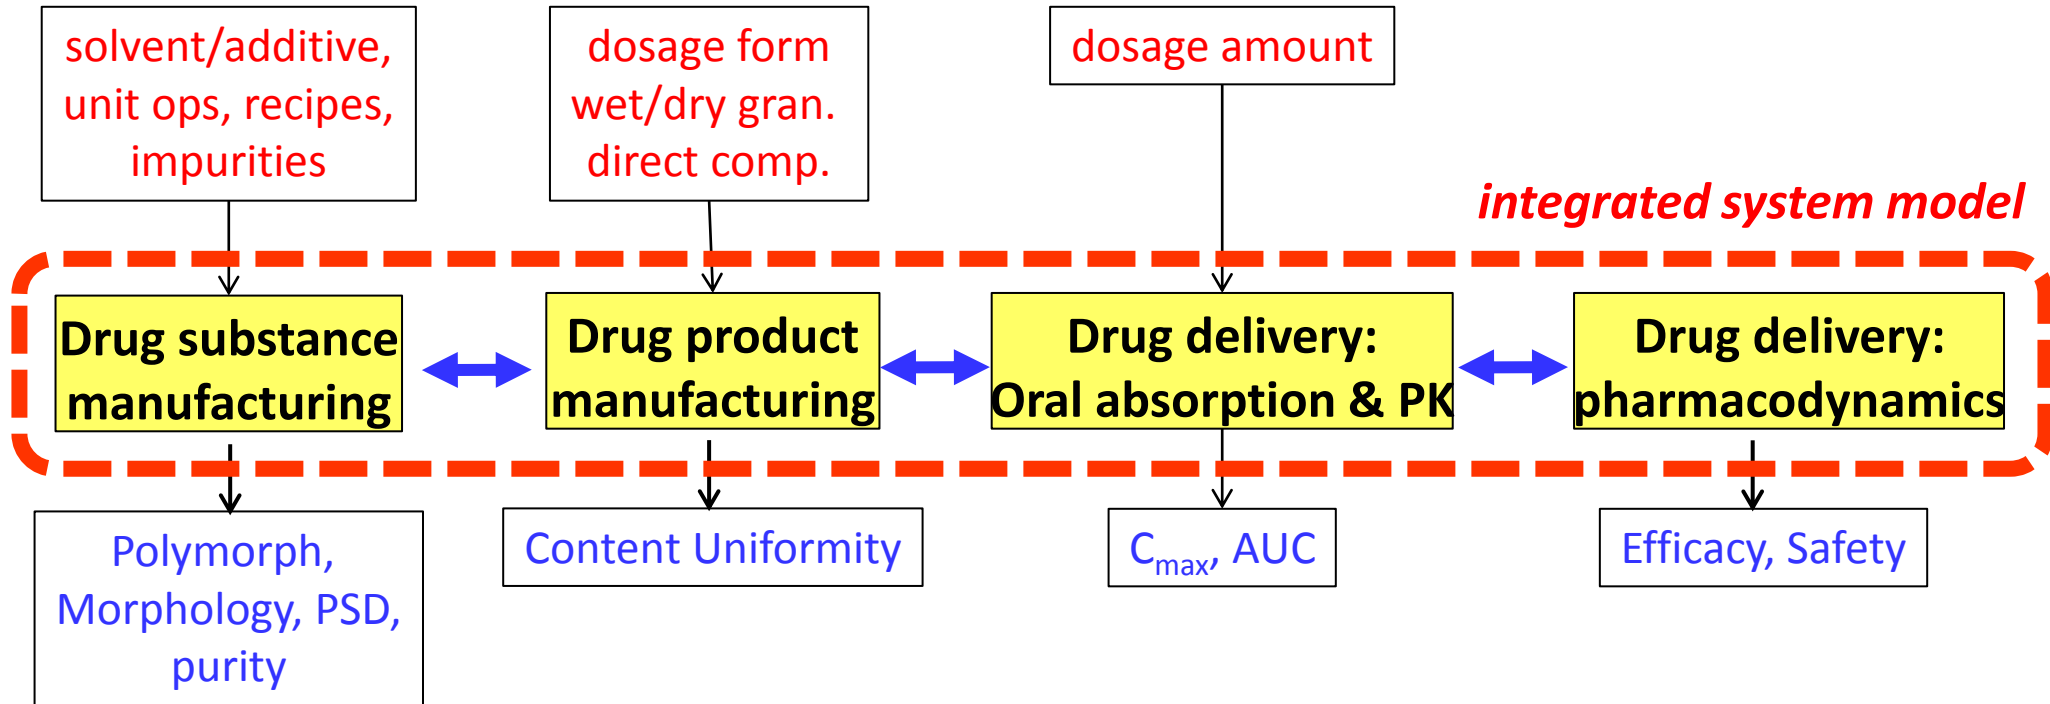 solvent/additive,
unit ops, recipes,
impurities
dosage form
wet/dry gran.
direct comp.
dosage amount
integrated system model
Drug substance
manufacturing
Drug product
manufacturing
Drug delivery:
Oral absorption & PK
Drug delivery:
pharmacodynamics
Polymorph,
Morphology, PSD,
purity
Content Uniformity
Cmax, AUC
Efficacy, Safety